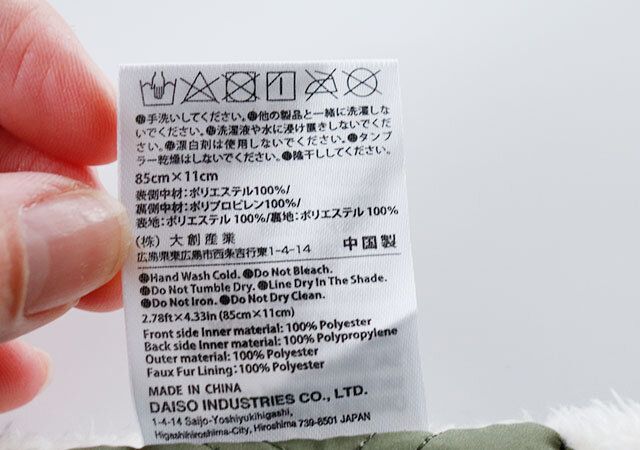 手洗いしてください。他の製品と一緒に洗濯しな
いでください。洗濯液や水に浸け置きしないでくだ
さい。漂白剤は使用しないでください。タンブ
ラー乾燥はしないでください。陰干ししてください。
85cm×11cm
表側中材:ポリエステル100%/
裏側中材:ポリプロピレン100%/
表地:ポリエステル 100%/裏地:ポリエステル 100%
(株) 大創産業 中国製
広島県東広島市西条吉行東1-4-14
Hand Wash Cold. Do Not Bleach.
Do Not Tumble Dry. Line Dry In The Shade.
Do Not Iron. Do Not Dry Clean.
2.78ft×4.33in (85cm×11cm)
Front side Inner material: 100% Polyester
Back side Inner material: 100% Polypropylene
Outer material: 100% Polyester
Faux Fur Lining: 100% Polyester
MADE IN CHINA
DAISO INDUSTRIES CO., LTD.
1-4-14 Saijo-Yoshiyukihigashi,
Higashihiroshima-City, Hiroshima 739-8501 JAPAN